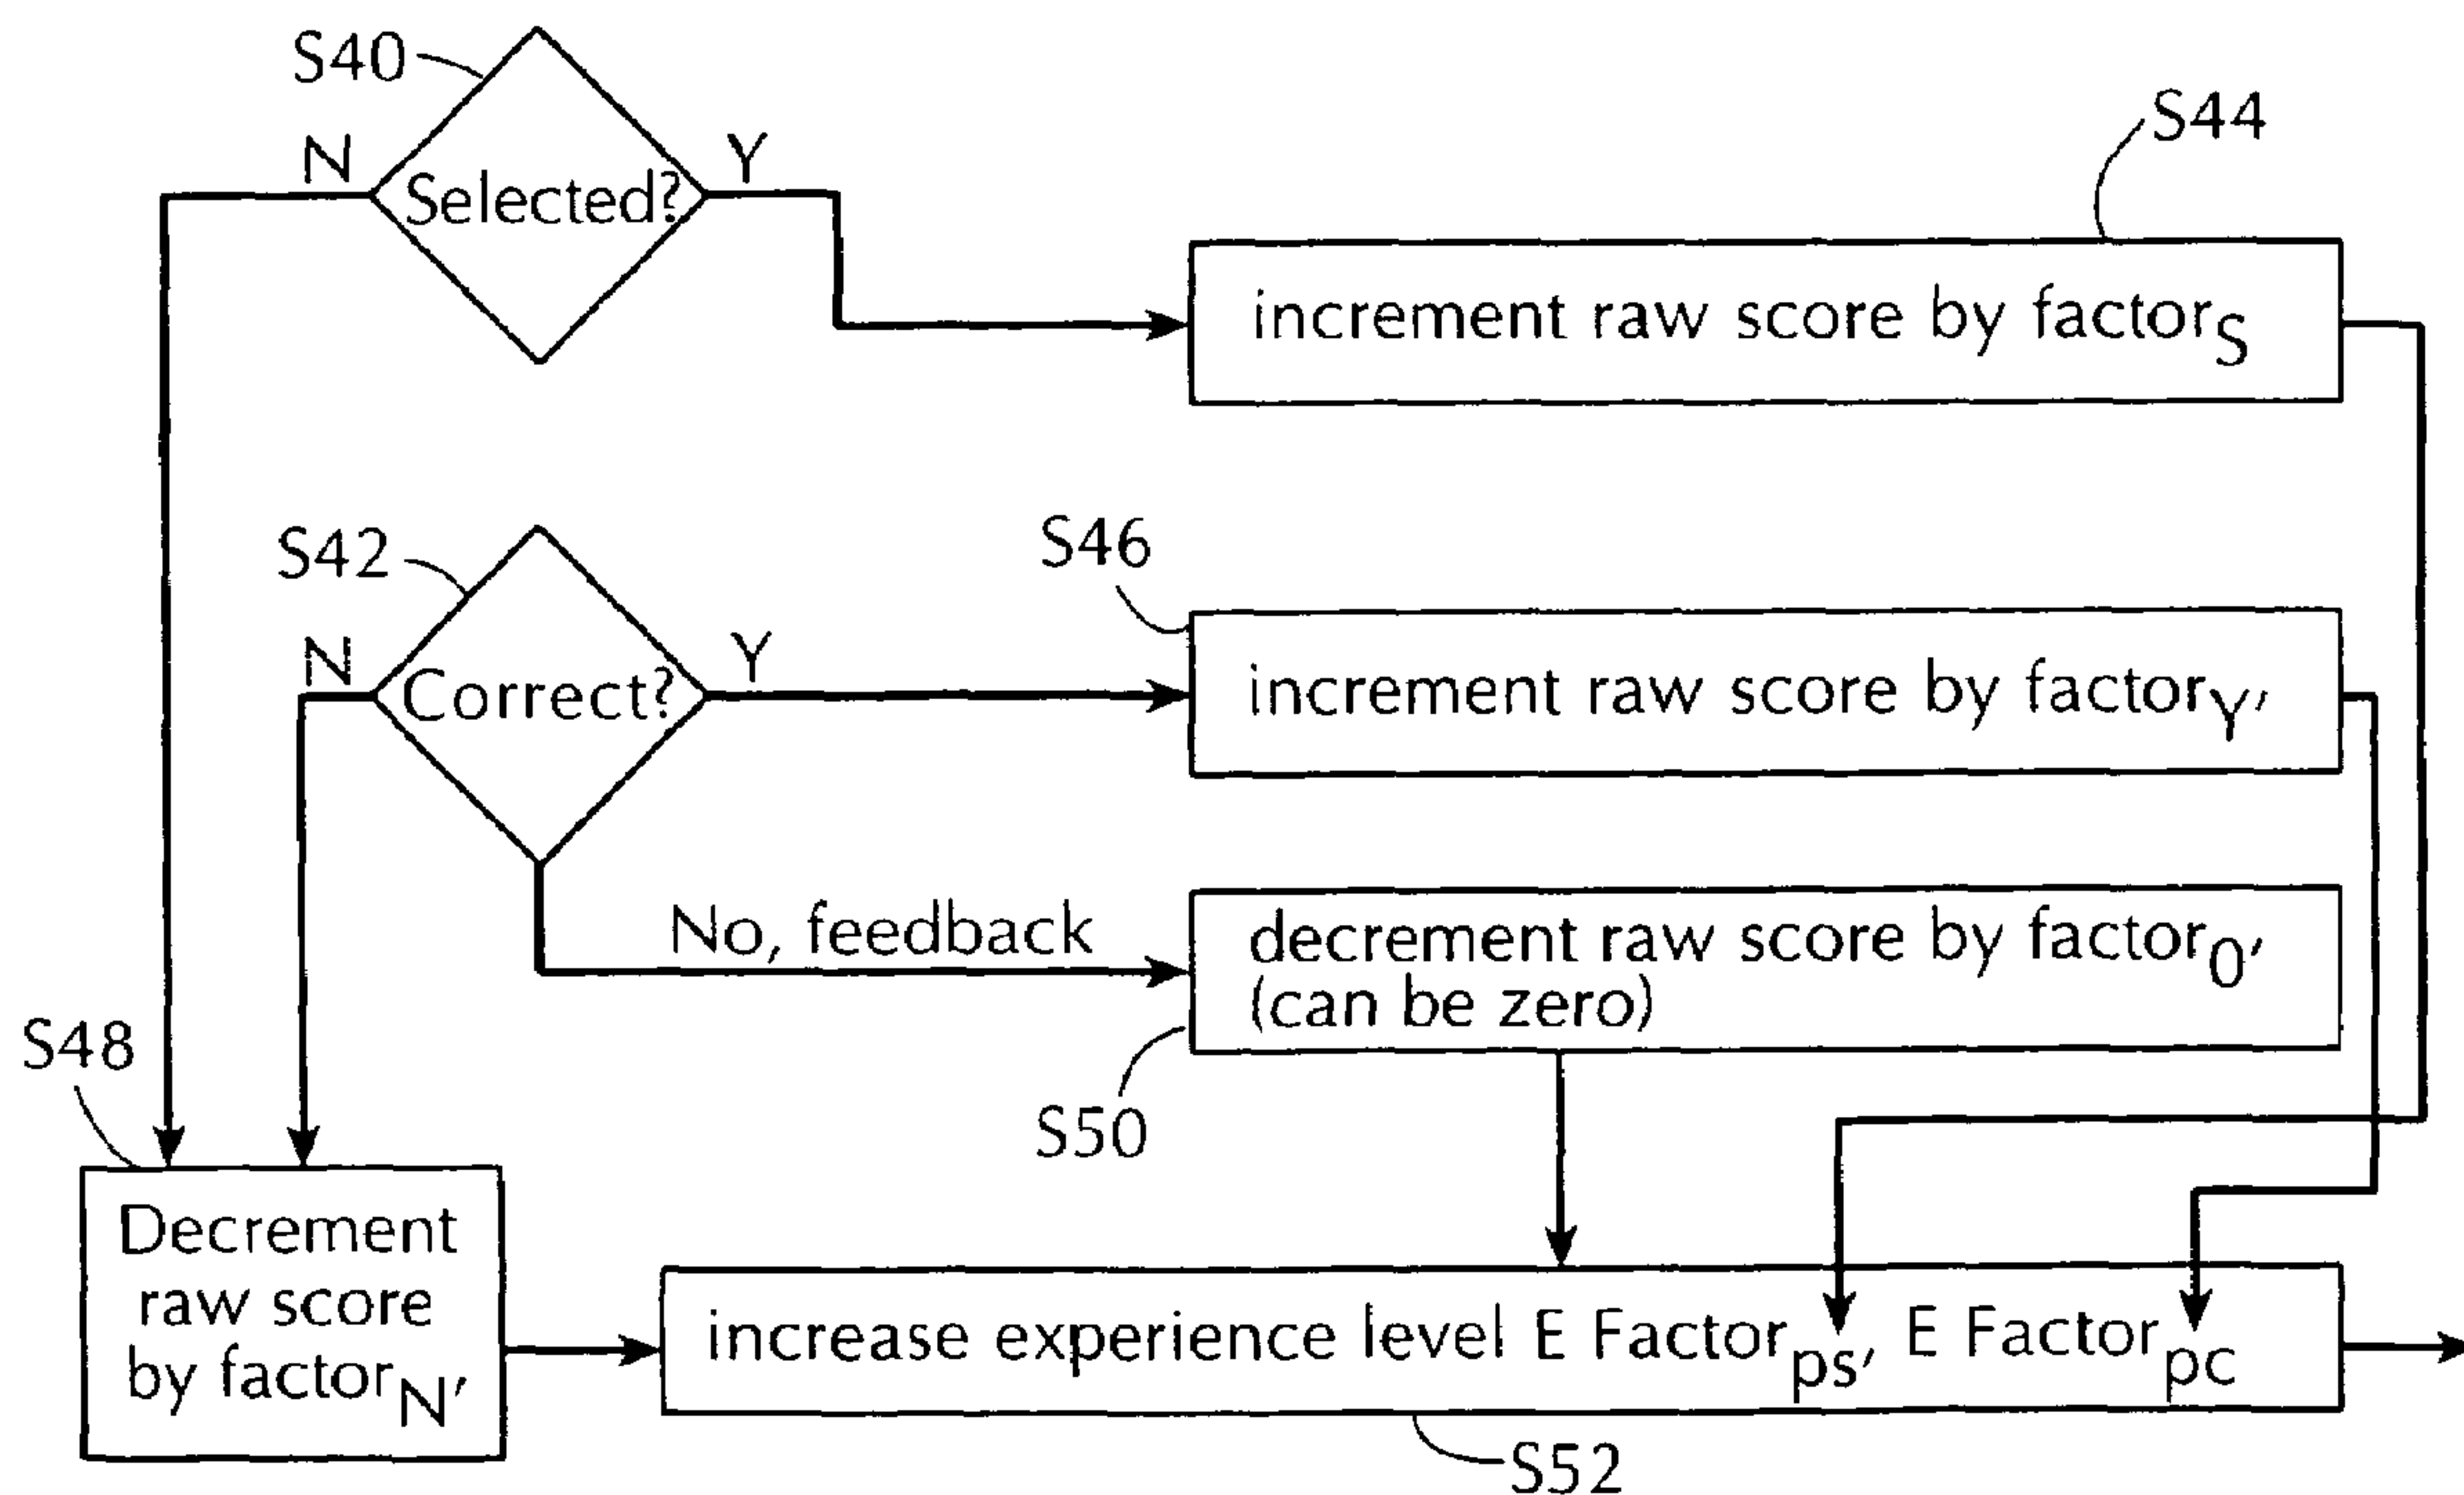 S40
N
Y
Selected?
S44
increment raw score by factorS
S42
S46
N
Y
Correct?
increment raw score by factorY'
No, feedback
decrement raw score by factor0'
(can be zero)
S48
S50
Decrement
raw score
by factorN'
increase experience level E Factorps' E Factorpc
S52